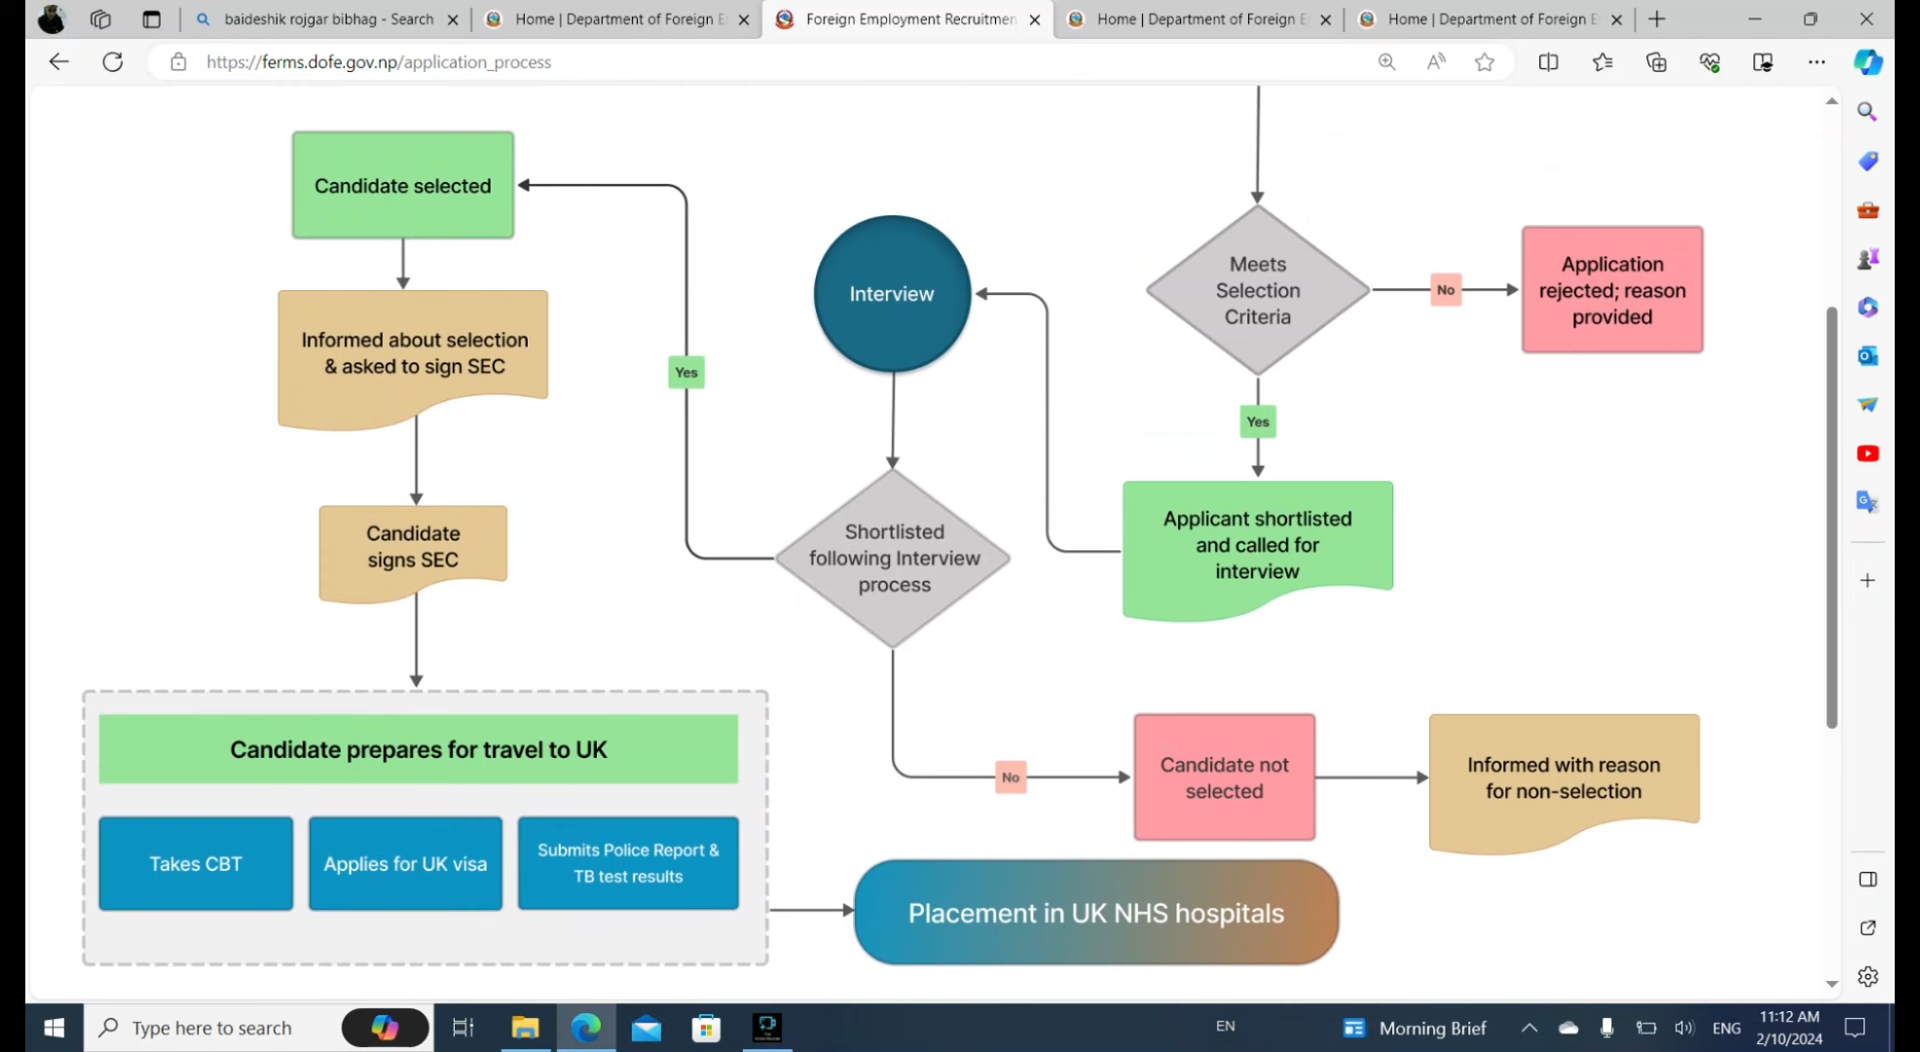 baideshik rojgar bibhag - Search
Home | Department of Foreign E
Foreign Employment Recruitmen
Home | Department of Foreign E
Home | Department of Foreign E
https://ferms.dofe.gov.np/application_process
Candidate selected
Informed about selection
& asked to sign SEC
Candidate
signs SEC
Yes
Interview
Shortlisted
following Interview
process
Meets
Selection
Criteria
No
Application
rejected; reason
provided
Yes
Applicant shortlisted
and called for
interview
Candidate prepares for travel to UK
Takes CBT
Applies for UK visa
Submits Police Report &
TB test results
No
Candidate not
selected
Informed with reason
for non-selection
Placement in UK NHS hospitals
Type here to search
EN
Morning Brief
ENG
11:12 AM
2/10/2024